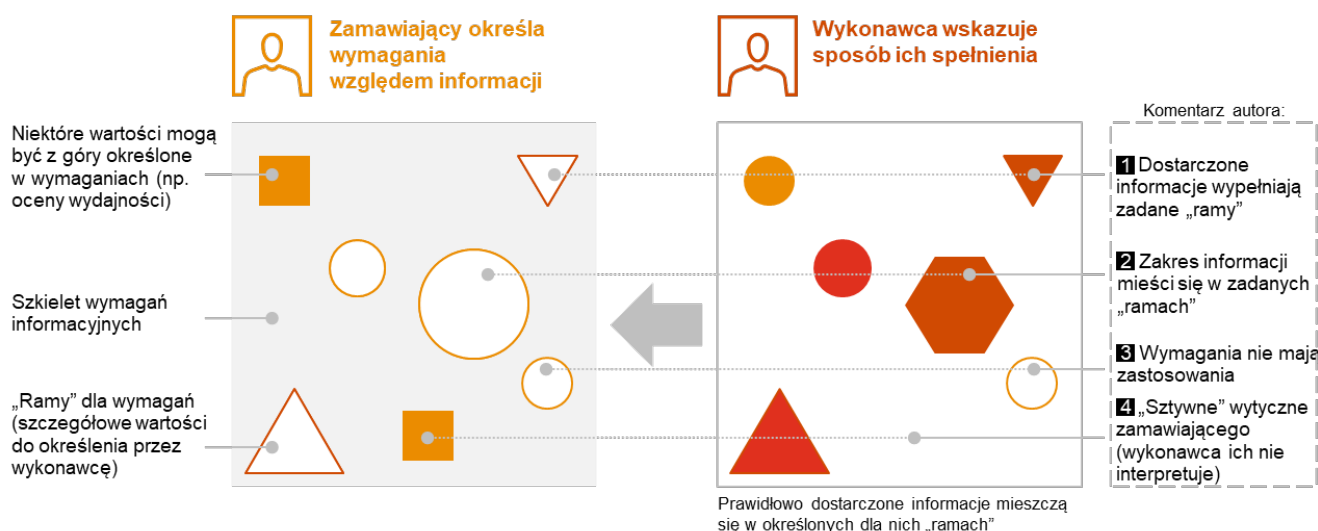 Zamawiający określa
wymagania
względem informacji
Wykonawca wskazuje
sposób ich spełnienia
Komentarz autora:
Niektóre wartości mogą
być z góry określone
w wymaganiach (np.
oceny wydajności)
Szkielet wymagań
informacyjnych
„Ramy” dla wymagań
(szczegółowe wartości
do określenia przez
wykonawcę)
1 Dostarczone
informacje wypełniają
zadane „ramy”
2 Zakres informacji
mieści się w zadanych
„ramach”
3 Wymagania nie mają
zastosowania
4 „Sztywne” wytyczne
zamawiającego
(wykonawca ich nie
interpretuje)
Prawidłowo dostarczone informacje mieszczą
się w określonych dla nich „ramach”